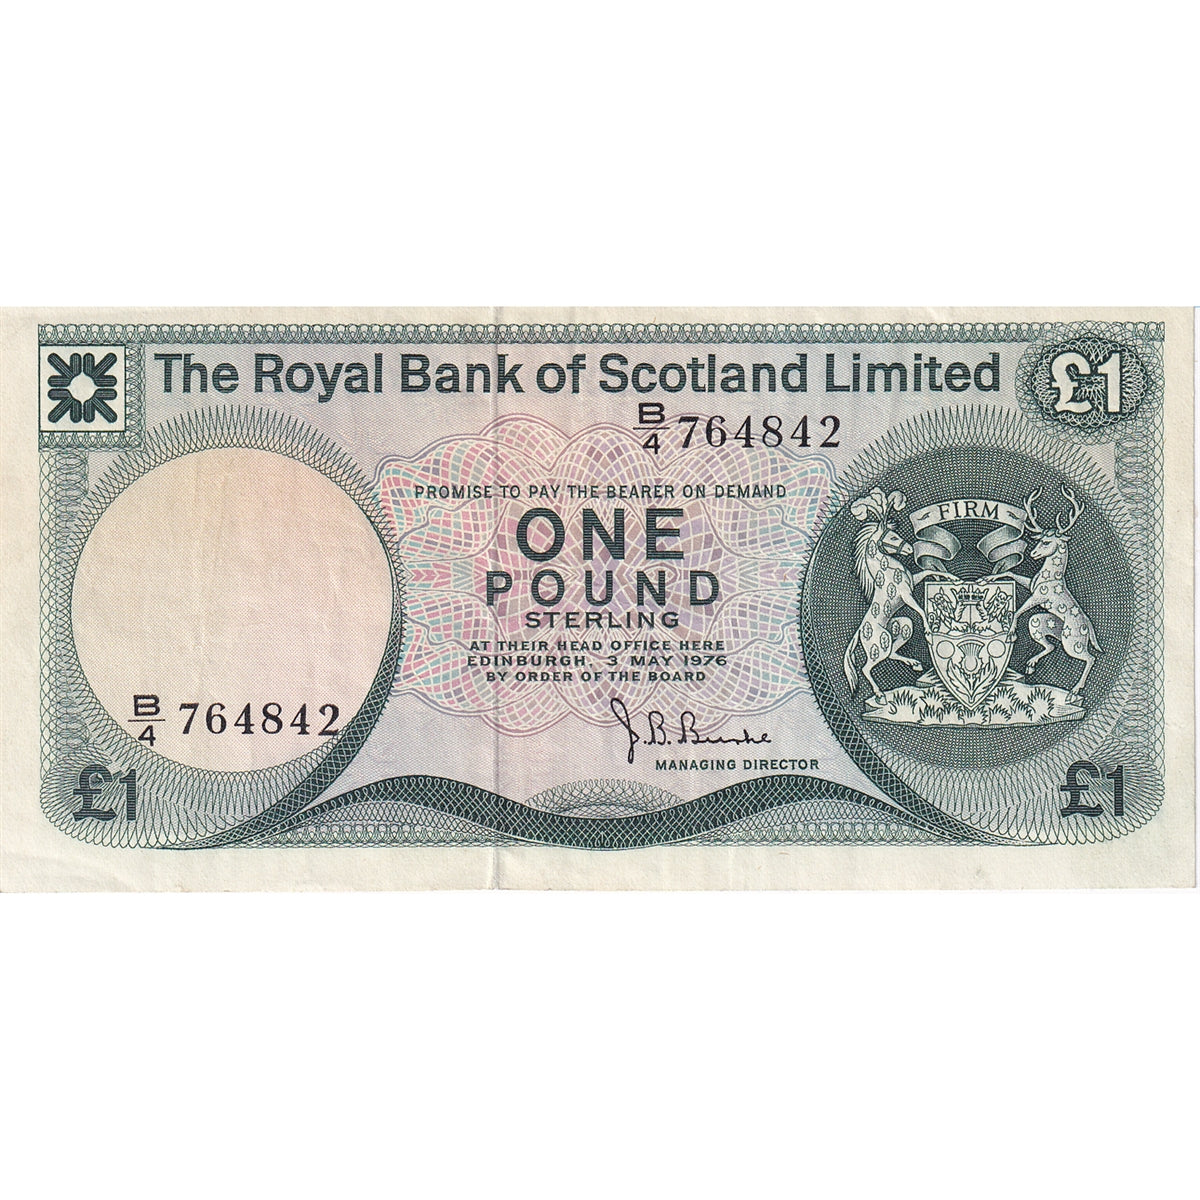 The Royal Bank of Scotland Limited
£1
B/4 764842
PROMISE TO PAY THE BEARER ON DEMAND
ONE
POUND
STERLING
AT THEIR HEAD OFFICE HERE
EDINBURGH, 3 MAY 1976
BY ORDER OF THE BOARD
FIRM
B/4 764842
J. B. Burke
MANAGING DIRECTOR
£1
£1